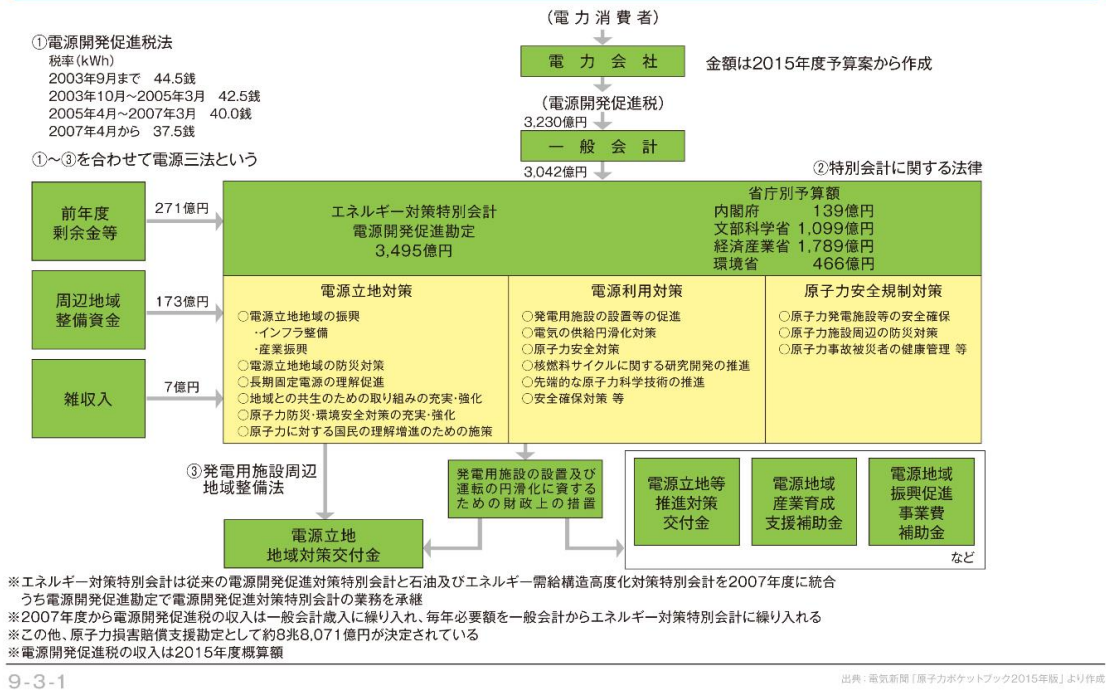 ①電源開発促進税法
税率(kWh)
2003年9月まで 44.5銭
2003年10月～2005年3月 42.5銭
2005年4月～2007年3月 40.0銭
2007年4月から 37.5銭
①～③を合わせて電源三法という
(電力消費者)
電力会社
金額は2015年度予算案から作成
(電源開発促進税)
3,230億円
一般会計
3,042億円
②特別会計に関する法律
前年度
剰余金等
271億円
周辺地域
整備資金
173億円
雑収入
7億円
エネルギー対策特別会計
電源開発促進勘定
3,495億円
省庁別予算額
内閣府 139億円
文部科学省 1,099億円
経済産業省 1,789億円
環境省 466億円
電源立地対策
○電源立地地域の振興
・インフラ整備
・産業振興
○電源立地地域の防災対策
○長期固定電源の理解促進
○地域との共生のための取り組みの充実・強化
○原子力防災・環境安全対策の充実・強化
○原子力に対する国民の理解増進のための施策
電源利用対策
○発電用施設の設置等の促進
○電気の供給円滑化対策
○原子力安全対策
○核燃料サイクルに関する研究開発の推進
○先端的な原子力科学技術の推進
○安全確保対策 等
原子力安全規制対策
○原子力発電施設等の安全確保
○原子力施設周辺の防災対策
○原子力事故被災者の健康管理 等
③発電用施設周辺
地域整備法
電源立地
地域対策交付金
発電用施設の設置及び
運転の円滑化に資する
ための財政上の措置
電源立地等
推進対策
交付金
電源地域
産業育成
支援補助金
電源地域
振興促進
事業費
補助金
など
※エネルギー対策特別会計は従来の電源開発促進対策特別会計と石油及びエネルギー需給構造高度化対策特別会計を2007年度に統合
うち電源開発促進勘定で電源開発促進対策特別会計の業務を承継
※2007年度から電源開発促進税の収入は一般会計歳入に繰り入れ、毎年必要額を一般会計からエネルギー対策特別会計に繰り入れる
※この他、原子力損害賠償支援勘定として約8兆8,071億円が決定されている
※電源開発促進税の収入は2015年度概算額
9-3-1
出典：電気新聞「原子力ポケットブック2015年版」より作成